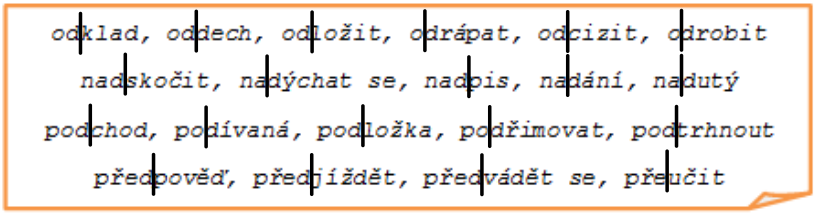 odklad, oddech, odložit, odrápat, odcizit, odrobit
nadskočit, nadýchat se, nadpis, nadání, nadutý
podchod, podívaná, podložka, podřimovat, podtrhnout
předpověď, předjíždět, předvádět se, přeučit